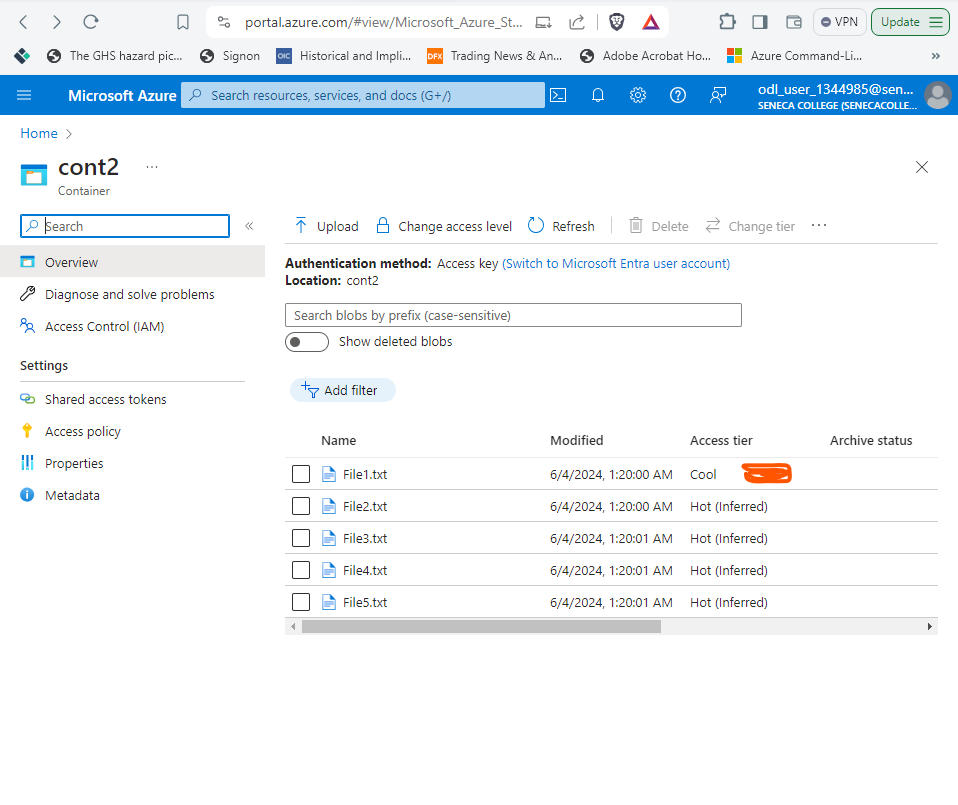 portal.azure.com/#view/Microsoft_Azure_St...
VPN
Update
The GHS hazard pic...
Signon
OIC Historical and Impli...
DFX Trading News & An...
Adobe Acrobat Ho...
Azure Command-Li...
»
Microsoft Azure
Search resources, services, and docs (G+/)
odl_user_1344985@sen...
SENECA COLLEGE (SENECACOLLE...
Home
cont2
...
Container
Search
«
Upload
Change access level
Refresh
Delete
Change tier
...
Overview
Diagnose and solve problems
Access Control (IAM)
Settings
Shared access tokens
Access policy
Properties
Metadata
Authentication method: Access key (Switch to Microsoft Entra user account)
Location: cont2
Search blobs by prefix (case-sensitive)
Show deleted blobs
Add filter
Name Modified Access tier Archive status
File1.txt 6/4/2024, 1:20:00 AM Cool
File2.txt 6/4/2024, 1:20:00 AM Hot (Inferred)
File3.txt 6/4/2024, 1:20:01 AM Hot (Inferred)
File4.txt 6/4/2024, 1:20:01 AM Hot (Inferred)
File5.txt 6/4/2024, 1:20:01 AM Hot (Inferred)